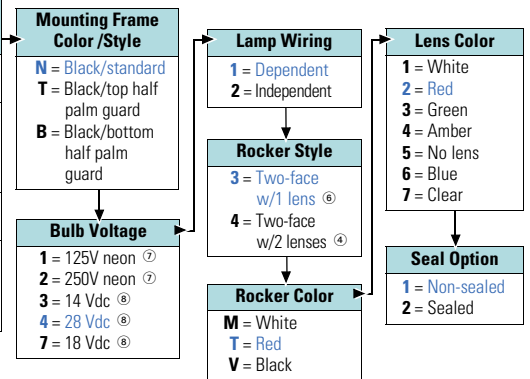 Mounting Frame
Color /Style
N = Black/standard
T = Black/top half
palm guard
B = Black/bottom
half palm
guard
Bulb Voltage
1 = 125V neon ⑦
2 = 250V neon ⑦
3 = 14 Vdc ⑧
4 = 28 Vdc ⑧
7 = 18 Vdc ⑧
Lamp Wiring
1 = Dependent
2 = Independent
Rocker Style
3 = Two-face
w/1 lens ⑥
4 = Two-face
w/2 lenses ④
Rocker Color
M = White
T = Red
V = Black
Lens Color
1 = White
2 = Red
3 = Green
4 = Amber
5 = No lens
6 = Blue
7 = Clear
Seal Option
1 = Non-sealed
2 = Sealed